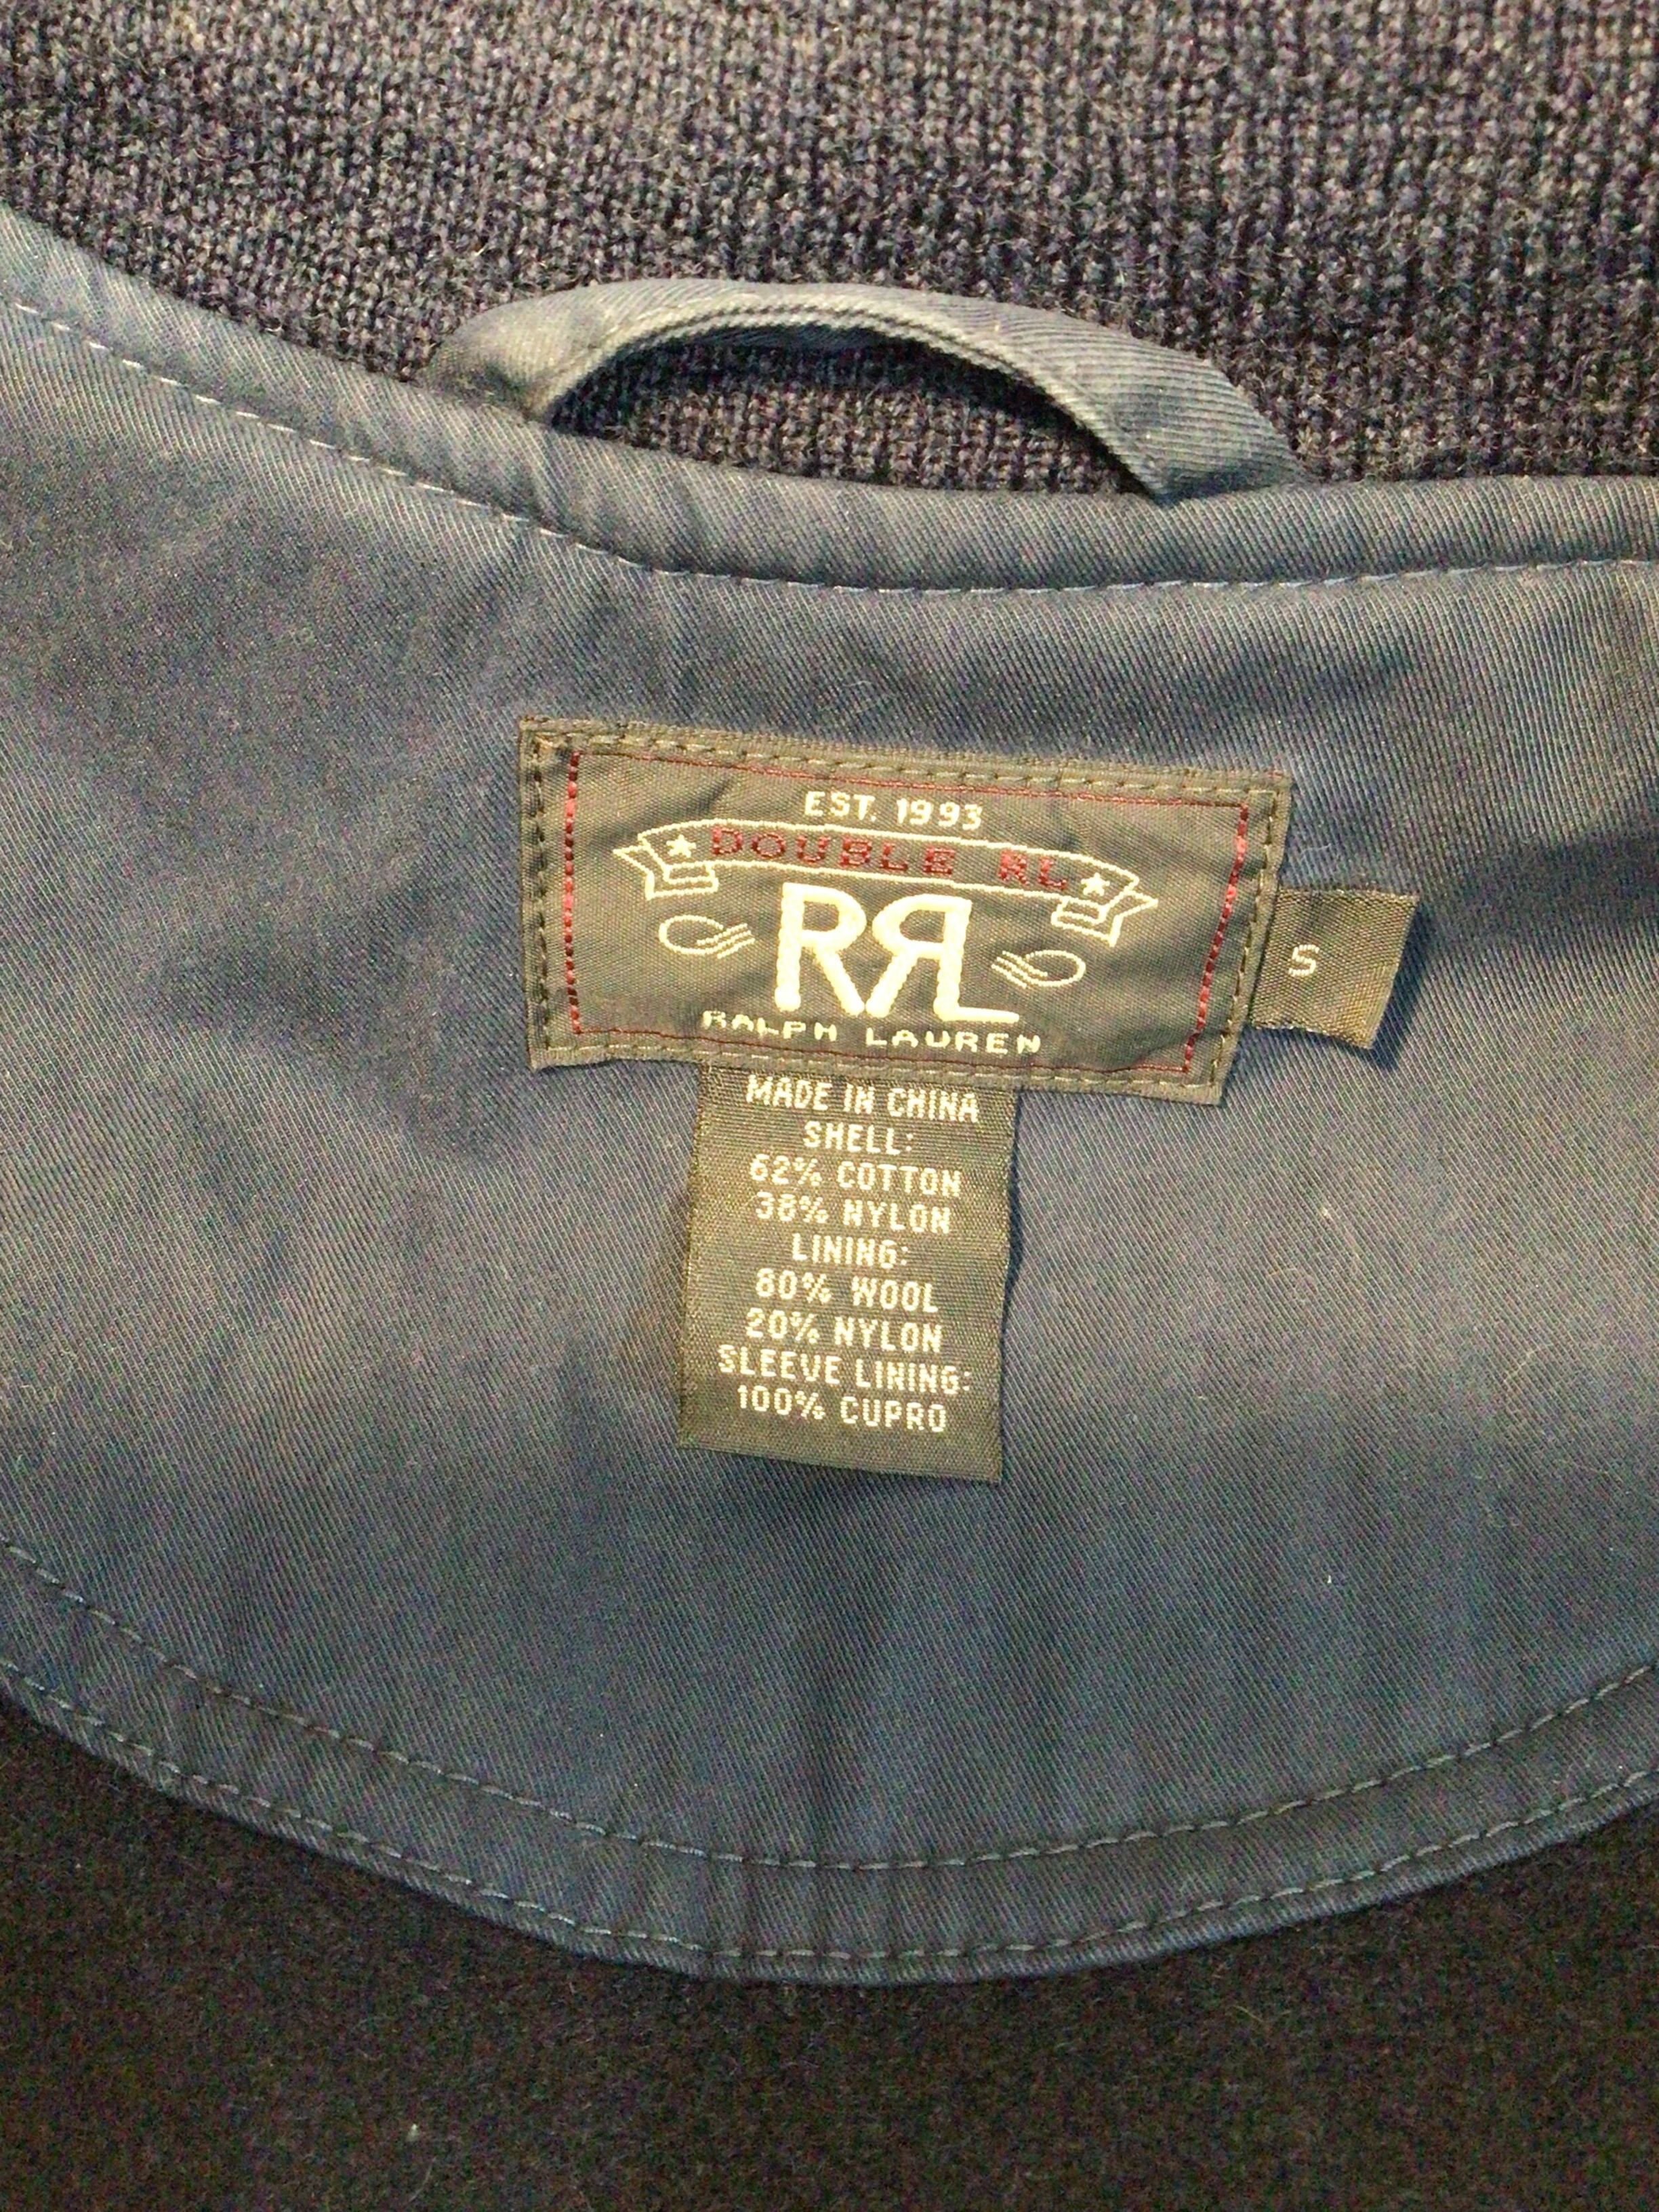 EST. 1993
DOUBLE RL
RRL
RALPH LAUREN
S
MADE IN CHINA
SHELL:
62% COTTON
38% NYLON
LINING:
80% WOOL
20% NYLON
SLEEVE LINING:
100% CUPRO